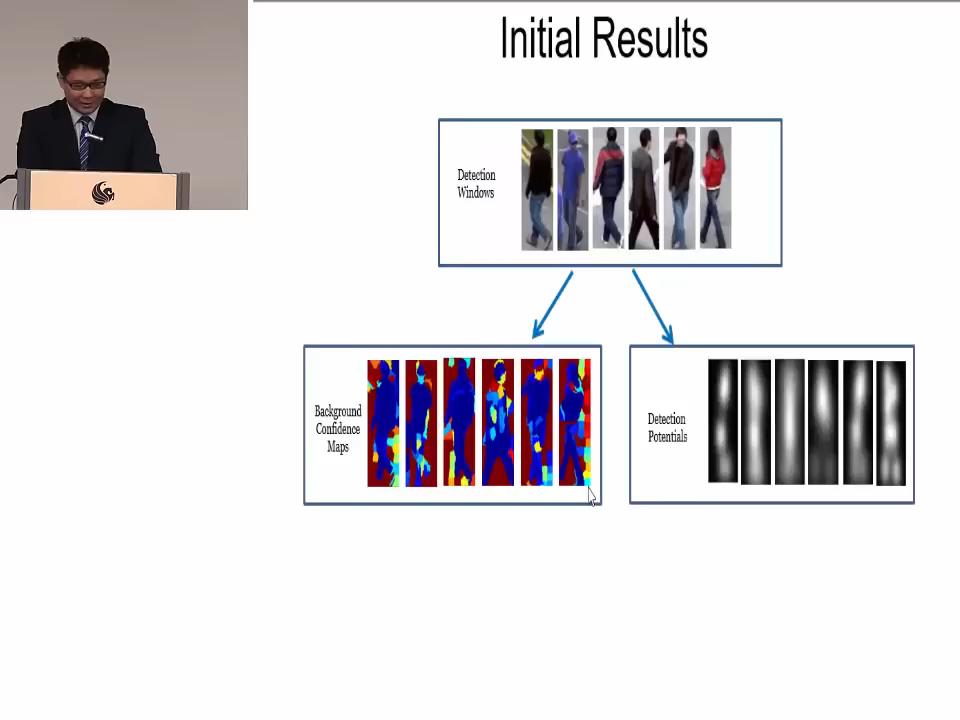 Initial Results
Detection
Windows
Background
Confidence
Maps
Detection
Potentials